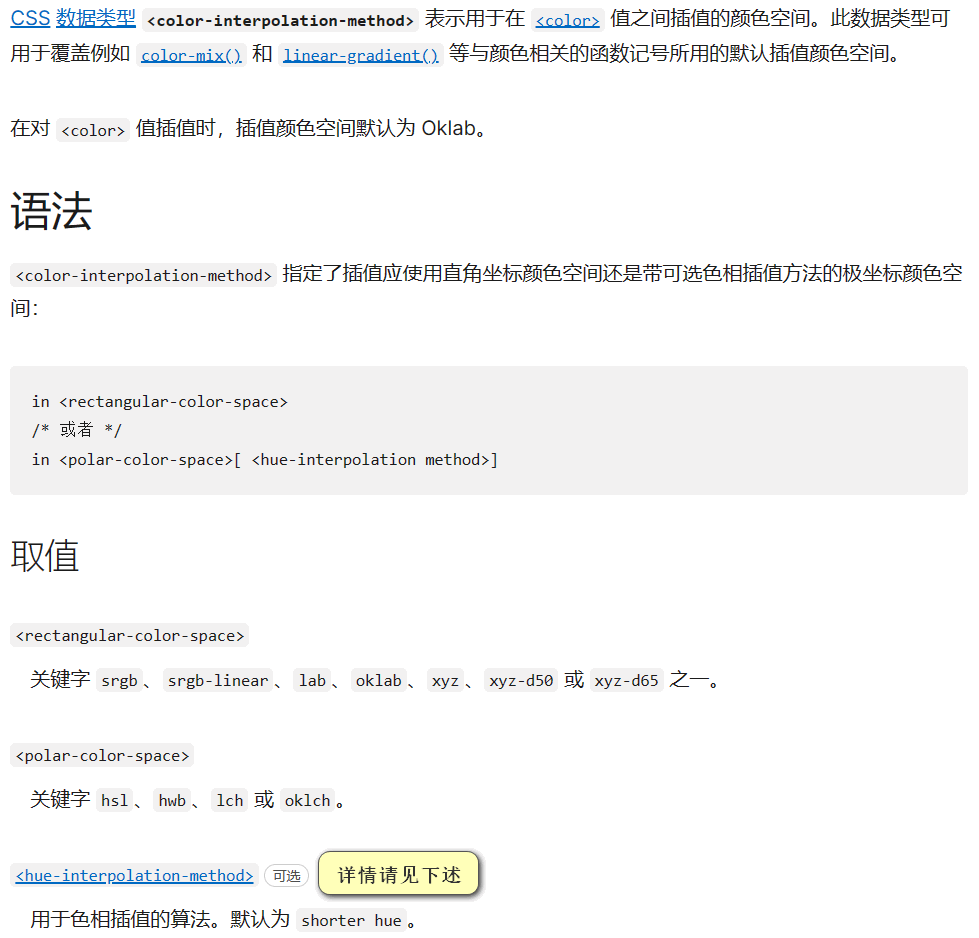 CSS 数据类型 <color-interpolation-method> 表示用于在 <color> 值之间插值的颜色空间。此数据类型可
用于覆盖例如 color-mix() 和 linear-gradient() 等与颜色相关的函数记号所用的默认插值颜色空间。
在对 <color> 值插值时，插值颜色空间默认为 Oklab。
语法
<color-interpolation-method> 指定了插值应使用直角坐标颜色空间还是带可选色相插值方法的极坐标颜色空
间：
in <rectangular-color-space>
/* 或者 */
in <polar-color-space>[ <hue-interpolation method>]
取值
<rectangular-color-space>
关键字 srgb、srgb-linear、lab、oklab、xyz、xyz-d50 或 xyz-d65 之一。
<polar-color-space>
关键字 hsl、hwb、lch 或 oklch。
<hue-interpolation-method> 可选 详情请见下述
用于色相插值的算法。默认为 shorter hue。